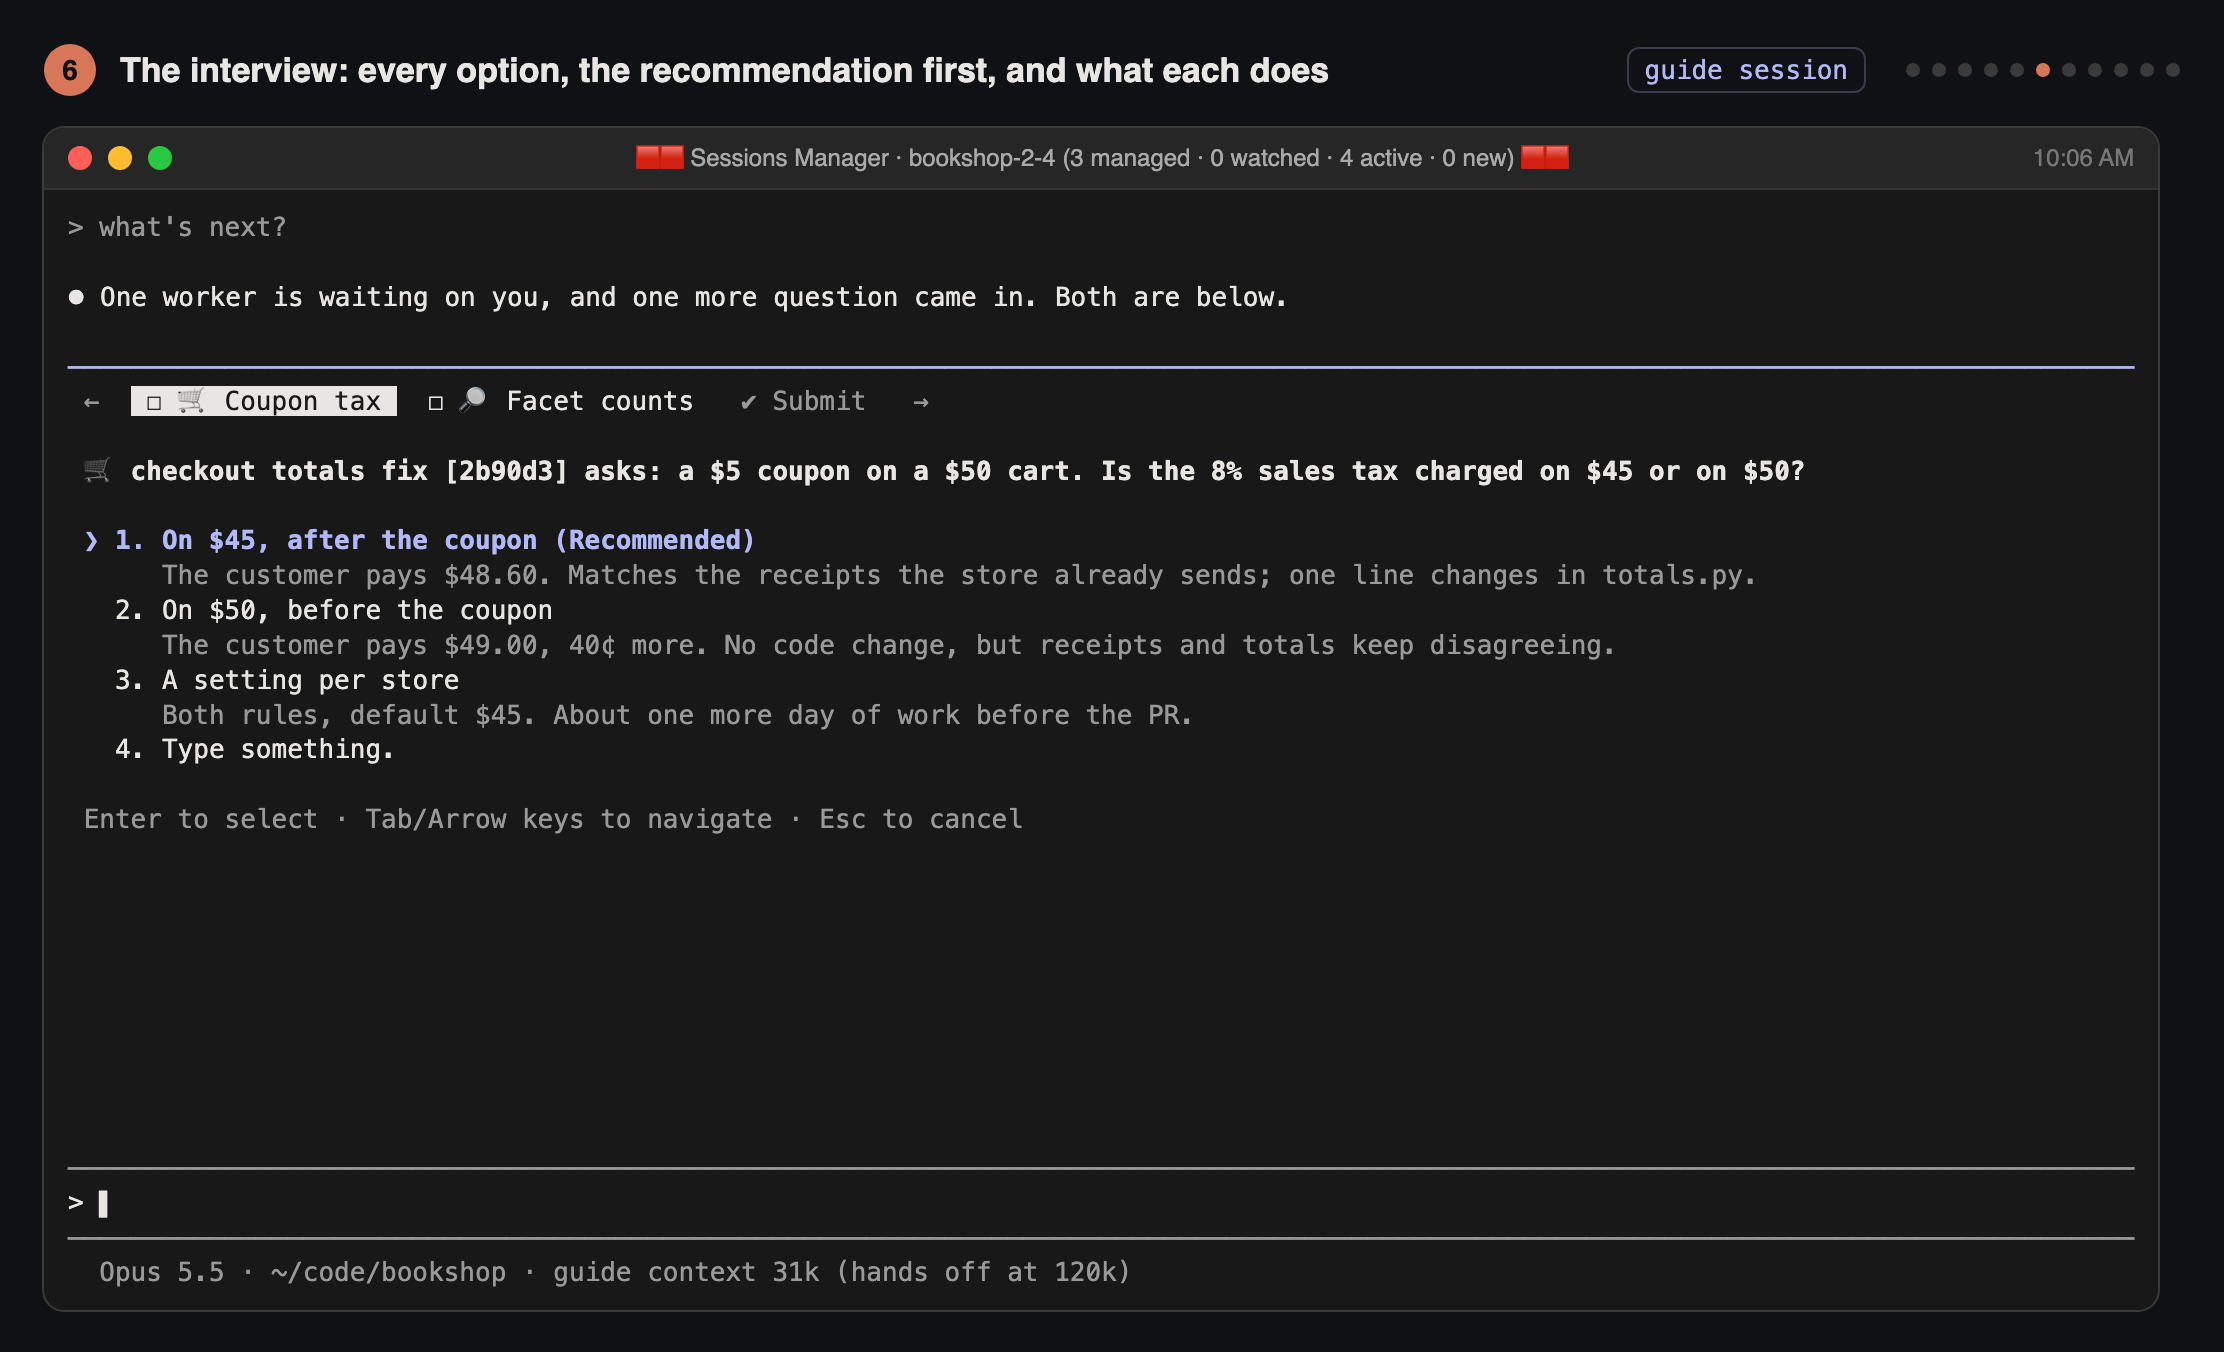 6 The interview: every option, the recommendation first, and what each does
guide session
🟥🟥 Sessions Manager · bookshop-2-4 (3 managed · 0 watched · 4 active · 0 new) 🟥🟥
10:06 AM
> what's next?
● One worker is waiting on you, and one more question came in. Both are below.
← □ 🛒 Coupon tax □ 🔎 Facet counts ✔ Submit →
🛒 checkout totals fix [2b90d3] asks: a $5 coupon on a $50 cart. Is the 8% sales tax charged on $45 or on $50?
❯ 1. On $45, after the coupon (Recommended)
The customer pays $48.60. Matches the receipts the store already sends; one line changes in totals.py.
2. On $50, before the coupon
The customer pays $49.00, 40¢ more. No code change, but receipts and totals keep disagreeing.
3. A setting per store
Both rules, default $45. About one more day of work before the PR.
4. Type something.
Enter to select · Tab/Arrow keys to navigate · Esc to cancel
>
Opus 5.5 · ~/code/bookshop · guide context 31k (hands off at 120k)